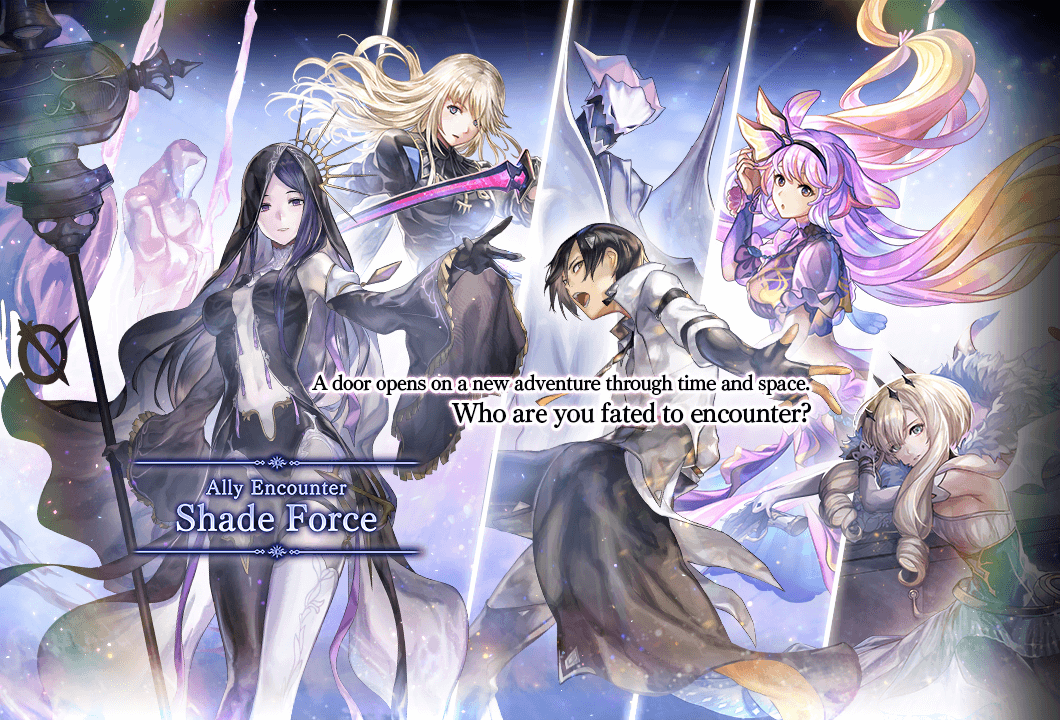 A door opens on a new adventure through time and space.
Who are you fated to encounter?
Ally Encounter
Shade Force